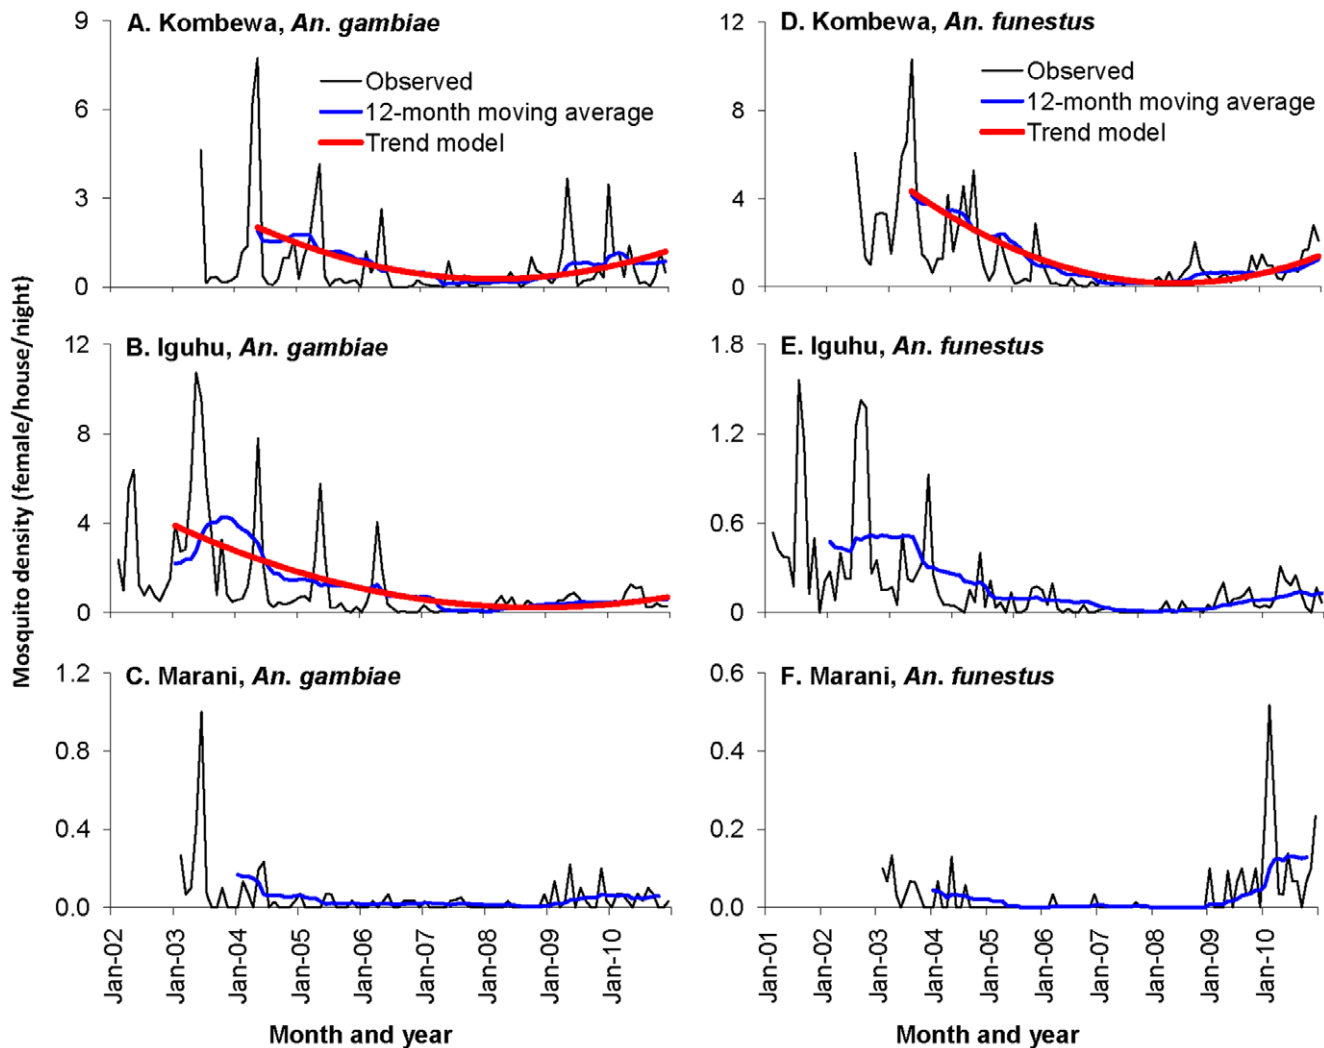 Mosquito density (female/house/night)
A. Kombewa, An. gambiae
9
6
3
0
Observed
12-month moving average
Trend model
D. Kombewa, An. funestus
12
8
4
0
Observed
12-month moving average
Trend model
B. Iguhu, An. gambiae
12
8
4
0
E. Iguhu, An. funestus
1.8
1.2
0.6
0
C. Marani, An. gambiae
1.2
0.8
0.4
0.0
F. Marani, An. funestus
0.6
0.4
0.2
0.0
Jan-02
Jan-03
Jan-04
Jan-05
Jan-06
Jan-07
Jan-08
Jan-09
Jan-10
Jan-01
Jan-02
Jan-03
Jan-04
Jan-05
Jan-06
Jan-07
Jan-08
Jan-09
Jan-10
Month and year
Month and year